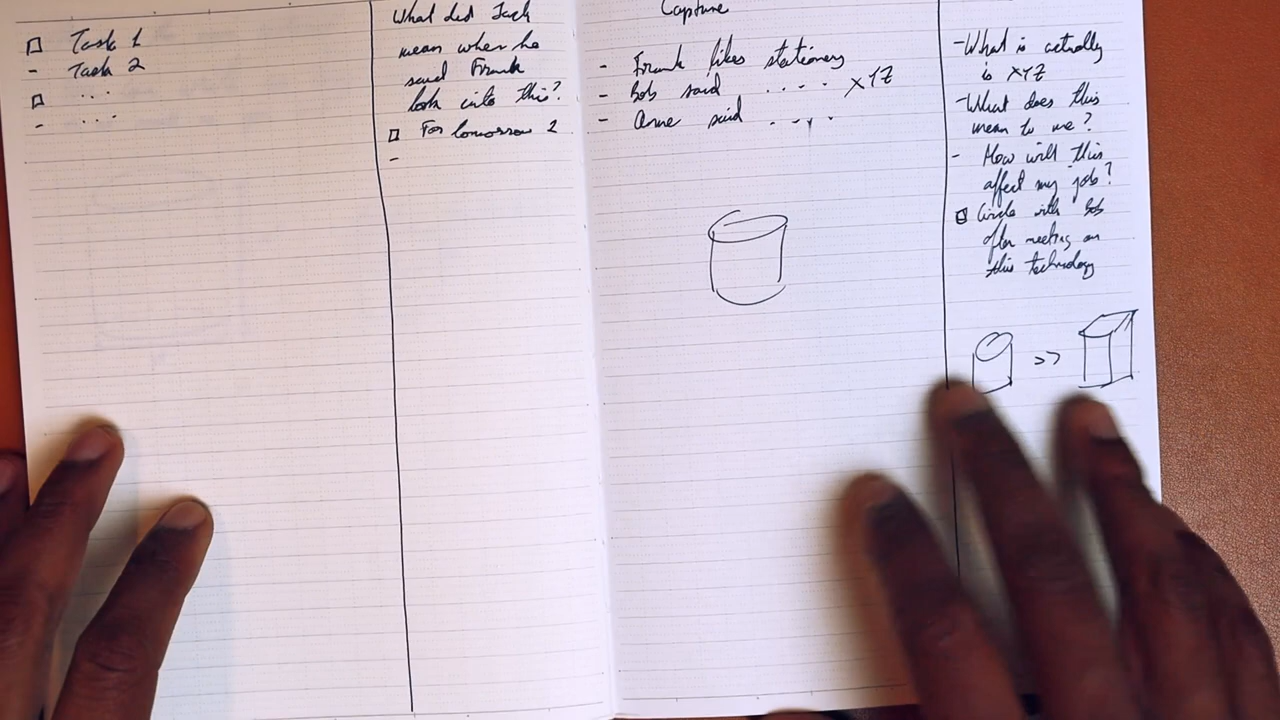 Task 1
- Task 2
...
- ...
What did Jack
mean when he
said Frank
look into this?
For tomorrow 2
-
Capture
- Frank likes stationery
- Bob said .... XYZ
- Anne said ....
- What is actually
is XYZ
- What does this
mean to me?
- How will this
affect my job?
Circle with Bob
after meeting on
this technology
>>